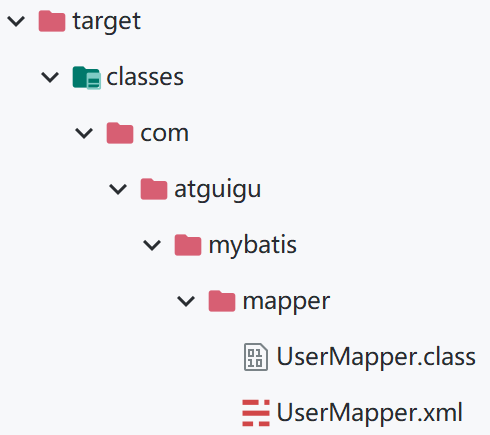 target
classes
com
atguigu
mybatis
mapper
UserMapper.class
UserMapper.xml